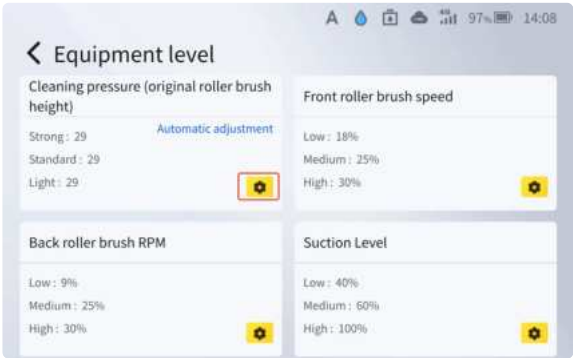 A 4G 97% 14:08
Equipment level
Cleaning pressure (original roller brush
height)
Automatic adjustment
Strong : 29
Standard : 29
Light : 29
Front roller brush speed
Low : 18%
Medium : 25%
High : 30%
Back roller brush RPM
Low : 9%
Medium : 25%
High : 30%
Suction Level
Low : 40%
Medium : 60%
High : 100%